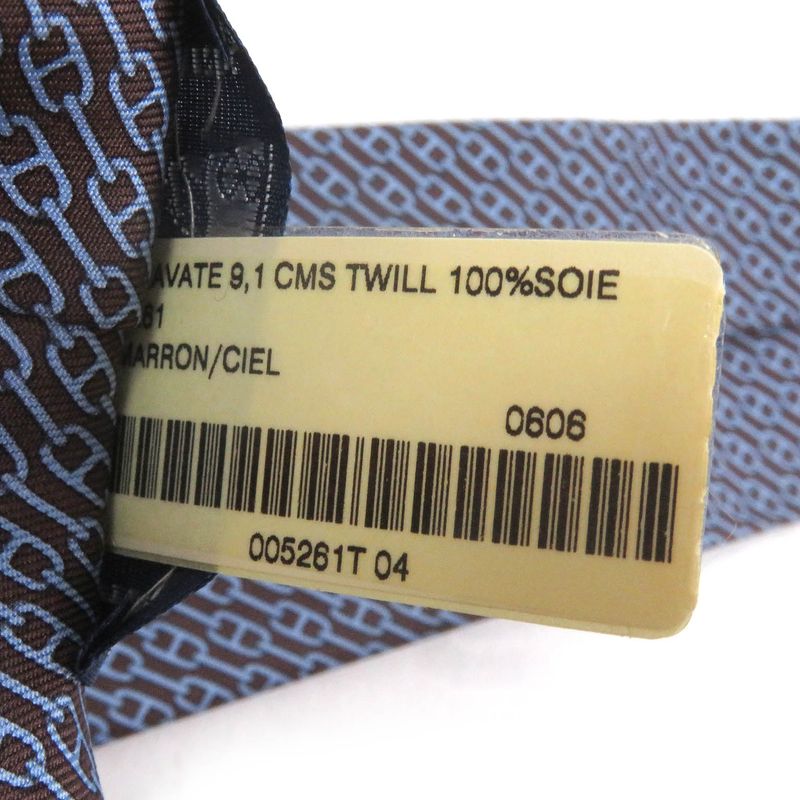 AVATE 9,1 CMS TWILL 100%SOIE
61
MARRON/CIEL
0606
005261T 04